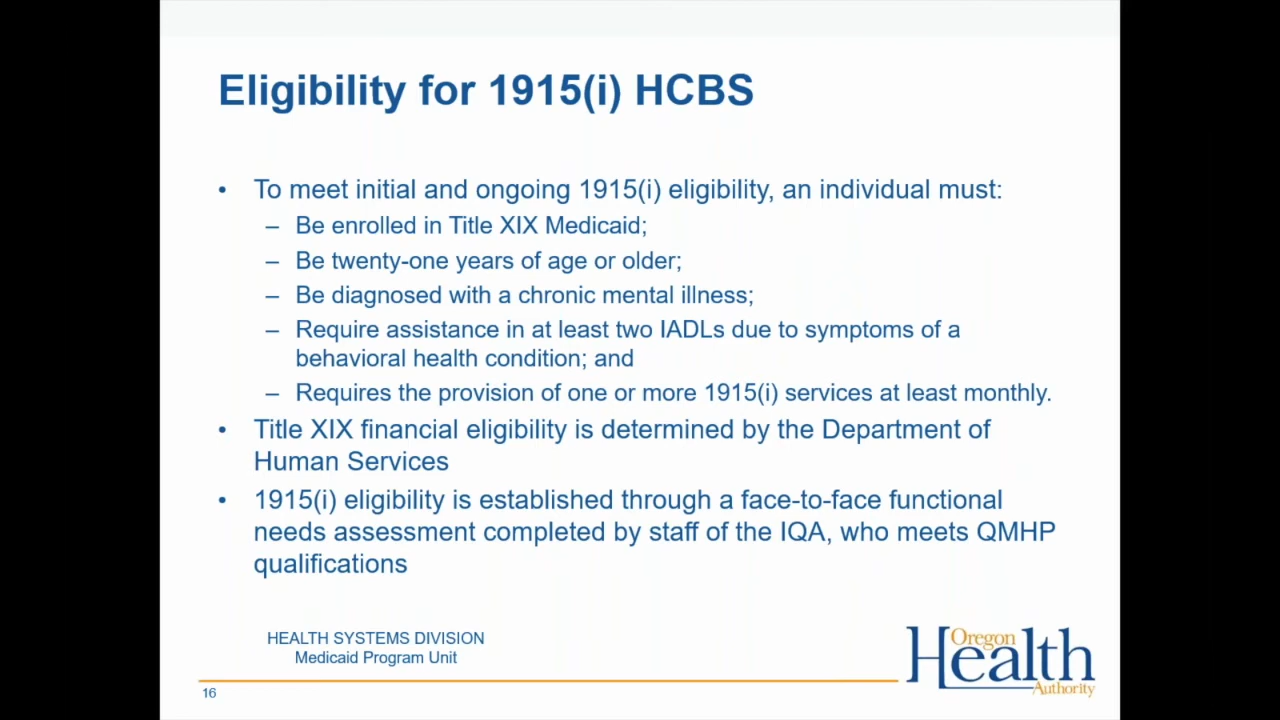 Eligibility for 1915(i) HCBS
• To meet initial and ongoing 1915(i) eligibility, an individual must:
– Be enrolled in Title XIX Medicaid;
– Be twenty-one years of age or older;
– Be diagnosed with a chronic mental illness;
– Require assistance in at least two IADLs due to symptoms of a
behavioral health condition; and
– Requires the provision of one or more 1915(i) services at least monthly.
• Title XIX financial eligibility is determined by the Department of
Human Services
• 1915(i) eligibility is established through a face-to-face functional
needs assessment completed by staff of the IQA, who meets QMHP
qualifications
HEALTH SYSTEMS DIVISION
Medicaid Program Unit
16
Oregon
Health
Authority